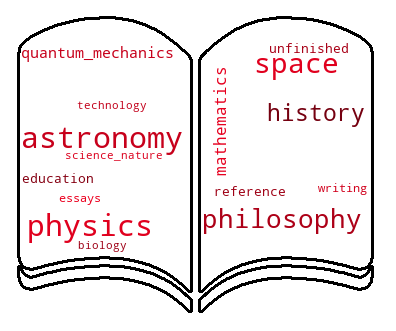 quantum_mechanics
technology
astronomy
science_nature
education
essays
physics
biology
unfinished
space
mathematics
history
reference
writing
philosophy